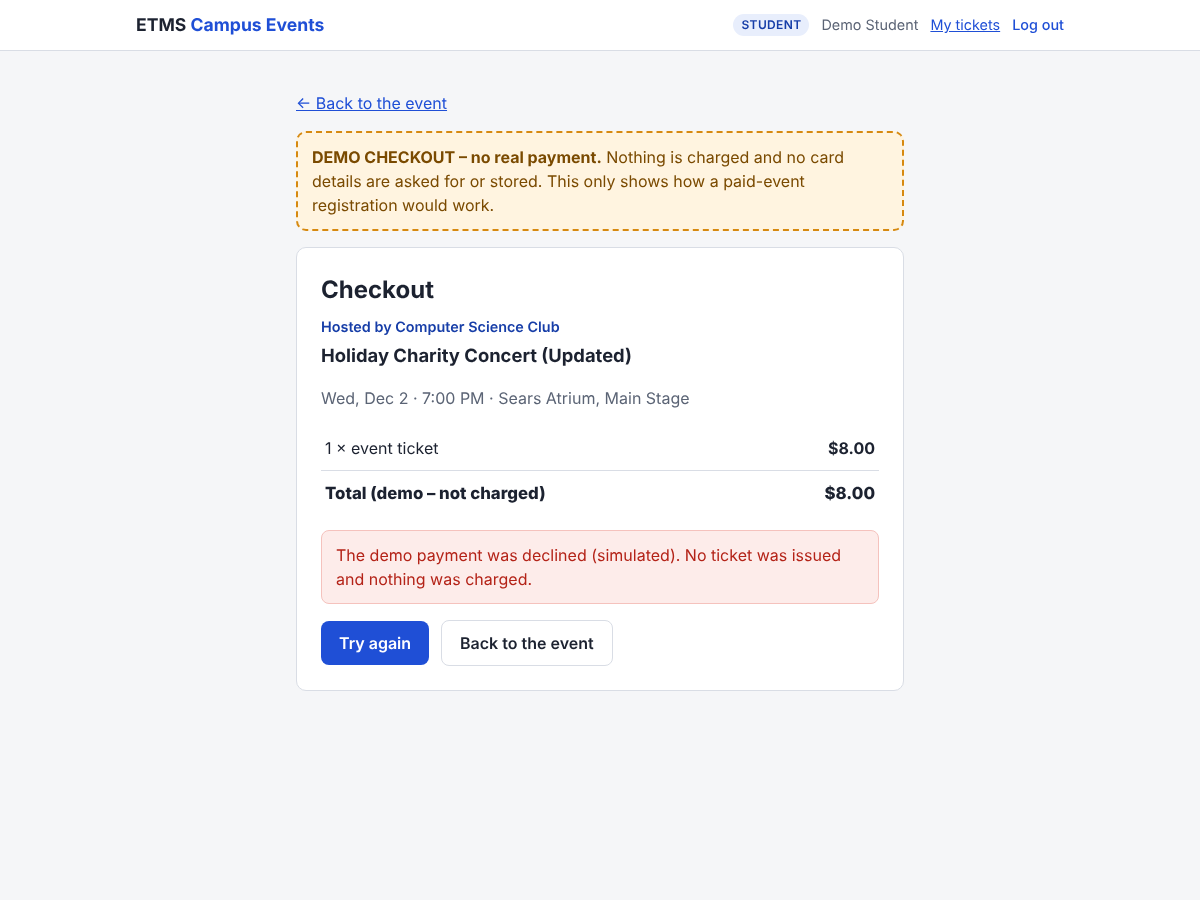 ETMS Campus Events
STUDENT Demo Student My tickets Log out
← Back to the event
DEMO CHECKOUT – no real payment. Nothing is charged and no card
details are asked for or stored. This only shows how a paid-event
registration would work.
Checkout
Hosted by Computer Science Club
Holiday Charity Concert (Updated)
Wed, Dec 2 · 7:00 PM · Sears Atrium, Main Stage
1 × event ticket $8.00
Total (demo – not charged) $8.00
The demo payment was declined (simulated). No ticket was issued
and nothing was charged.
Try again Back to the event